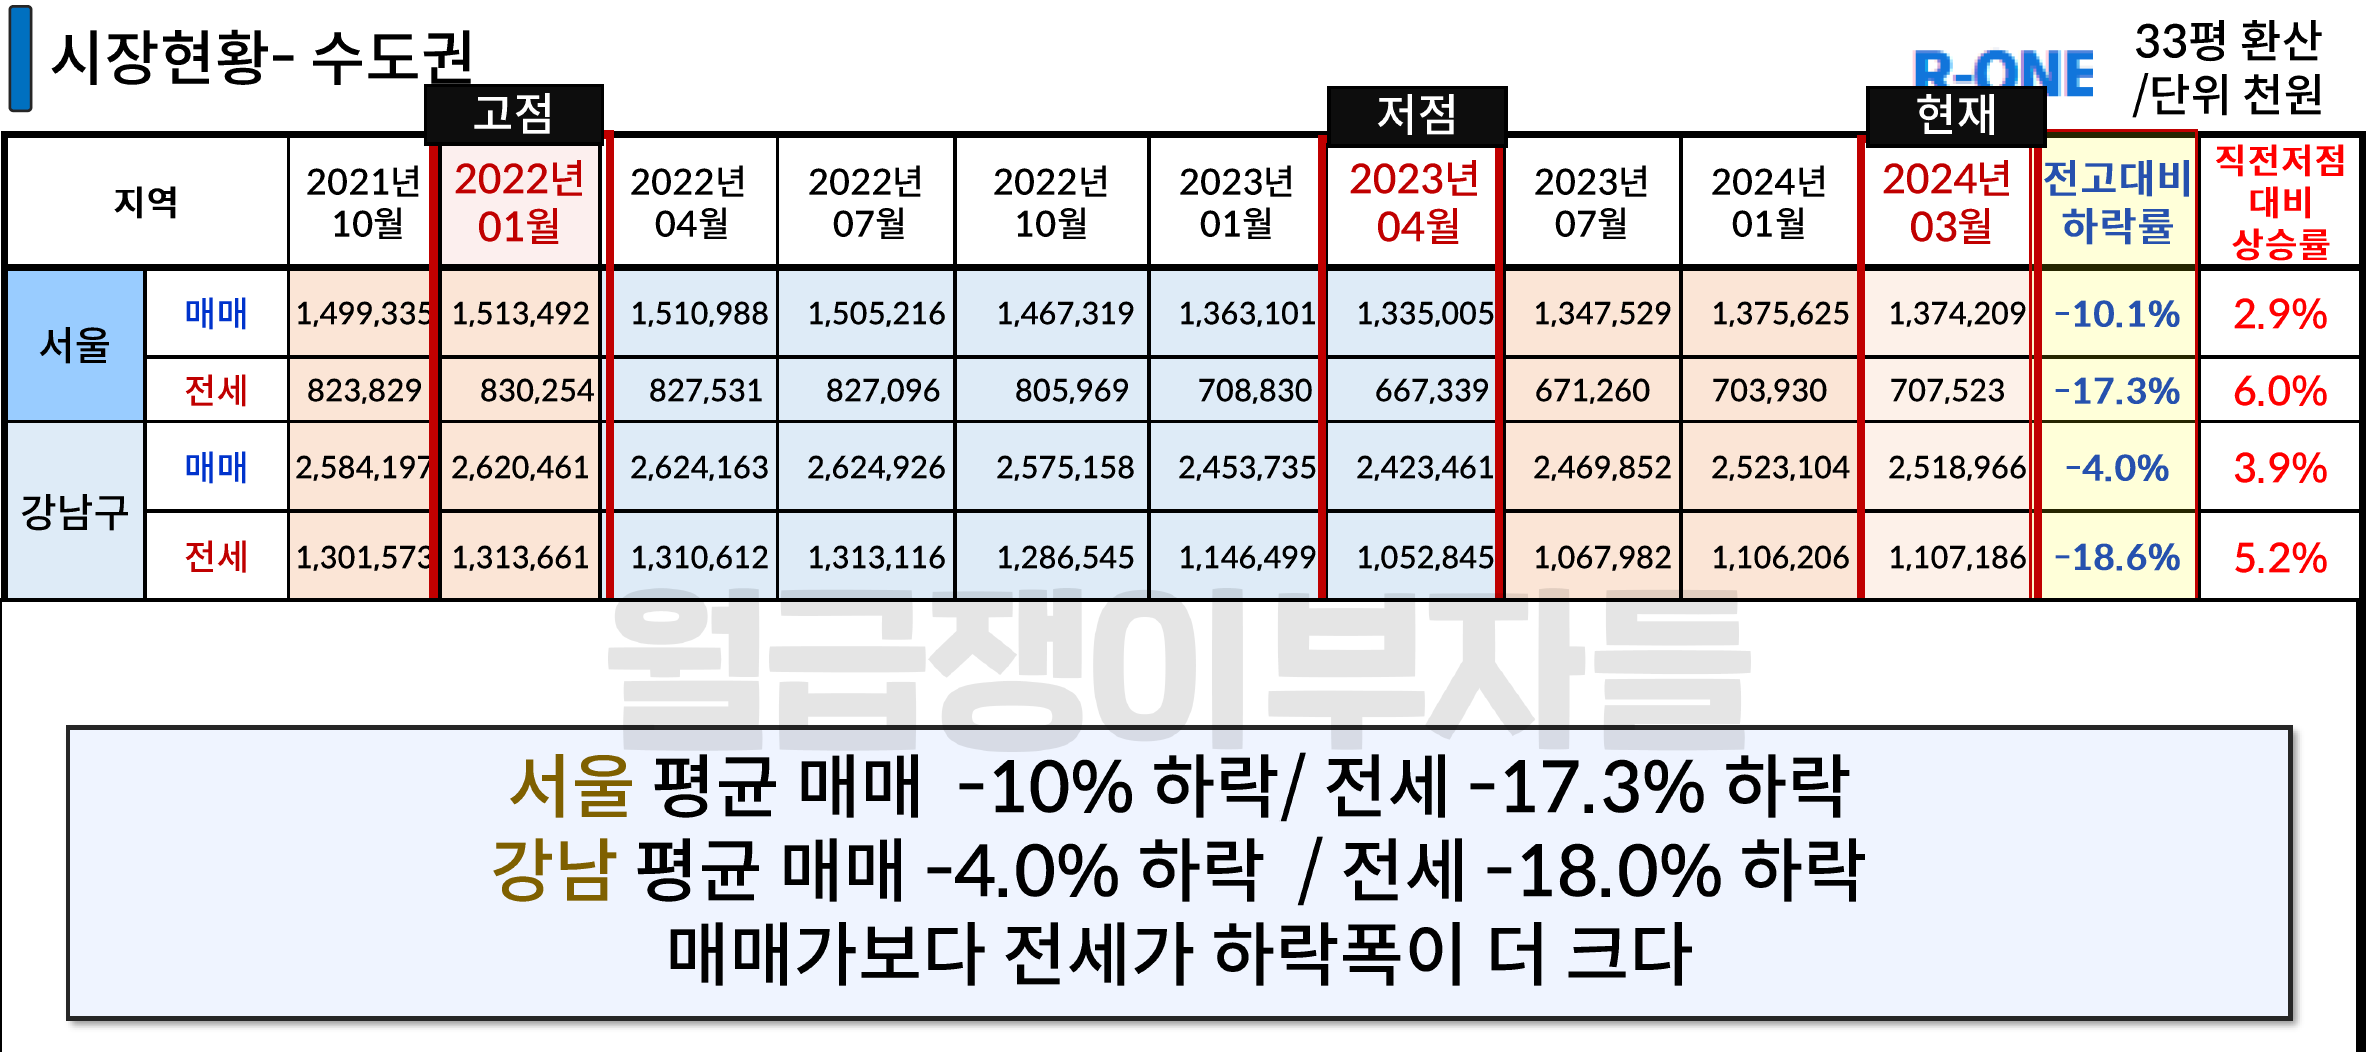 시장현황- 수도권
R-ONE
33평 환산
/단위 천원
고점 저점 현재
지역 2021년 10월 2022년 01월 2022년 04월 2022년 07월 2022년 10월 2023년 01월 2023년 04월 2023년 07월 2024년 01월 2024년 03월 전고대비 하락률 직전저점 대비 상승률
서울 매매 1,499,335 1,513,492 1,510,988 1,505,216 1,467,319 1,363,101 1,335,005 1,347,529 1,375,625 1,374,209 -10.1% 2.9%
전세 823,829 830,254 827,531 827,096 805,969 708,830 667,339 671,260 703,930 707,523 -17.3% 6.0%
강남구 매매 2,584,197 2,620,461 2,624,163 2,624,926 2,575,158 2,453,735 2,423,461 2,469,852 2,523,104 2,518,966 -4.0% 3.9%
전세 1,301,573 1,313,661 1,310,612 1,313,116 1,286,545 1,146,499 1,052,845 1,067,982 1,106,206 1,107,186 -18.6% 5.2%
월급쟁이부자들
서울 평균 매매 -10% 하락/ 전세 -17.3% 하락
강남 평균 매매 -4.0% 하락 / 전세 -18.0% 하락
매매가보다 전세가 하락폭이 더 크다